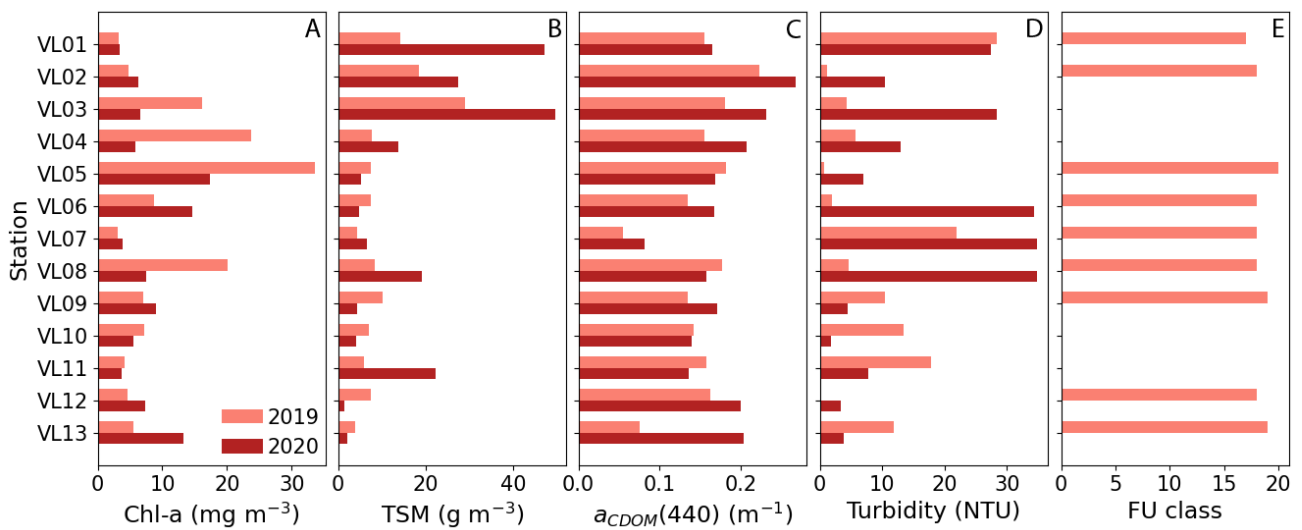 A
B
C
D
E
Station
VL01
VL02
VL03
VL04
VL05
VL06
VL07
VL08
VL09
VL10
VL11
VL12
VL13
2019
2020
0 10 20 30
0 20 40
0.0 0.1 0.2
0 10 20 30
0 5 10 15 20
Chl-a (mg m⁻³)
TSM (g m⁻³)
a_CDOM(440) (m⁻¹)
Turbidity (NTU)
FU class